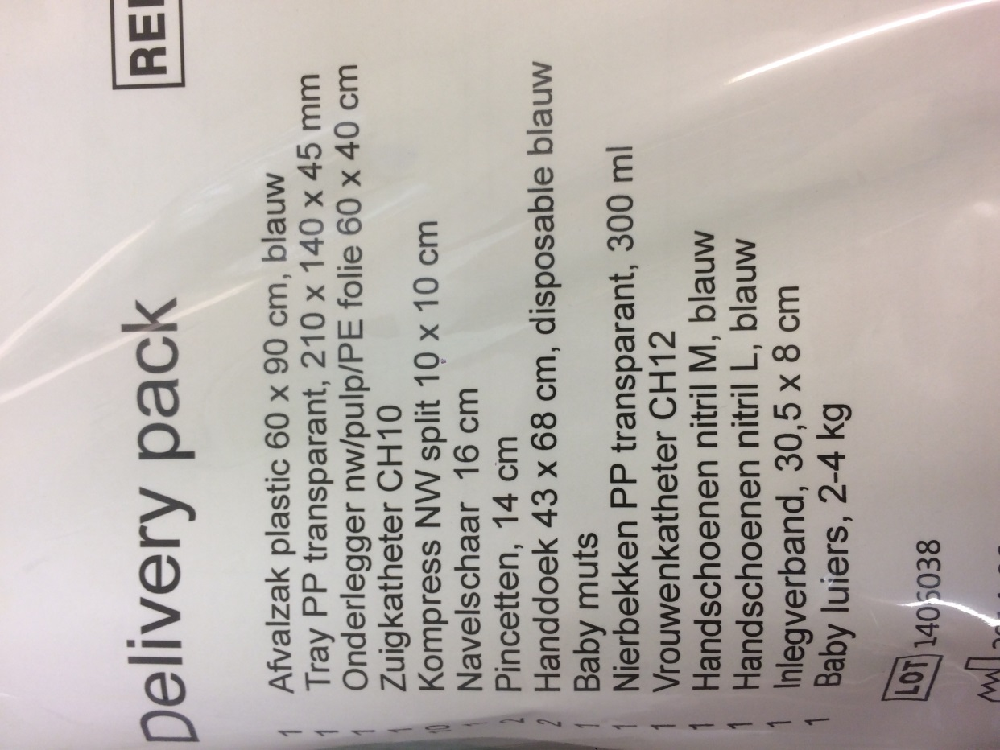 Delivery pack
1 Afvalzak plastic 60 x 90 cm, blauw
1 Tray PP transparant, 210 x 140 x 45 mm
1 Onderlegger nw/pulp/PE folie 60 x 40 cm
1 Zuigkatheter CH10
10 Kompress NW split 10 x 10 cm
1 Navelschaar 16 cm
2 Pincetten, 14 cm
2 Handdoek 43 x 68 cm, disposable blauw
1 Baby muts
1 Nierbekken PP transparant, 300 ml
1 Vrouwenkatheter CH12
1 Handschoenen nitril M, blauw
1 Handschoenen nitril L, blauw
1 Inlegverband, 30,5 x 8 cm
1 Baby luiers, 2-4 kg
LOT 1406038